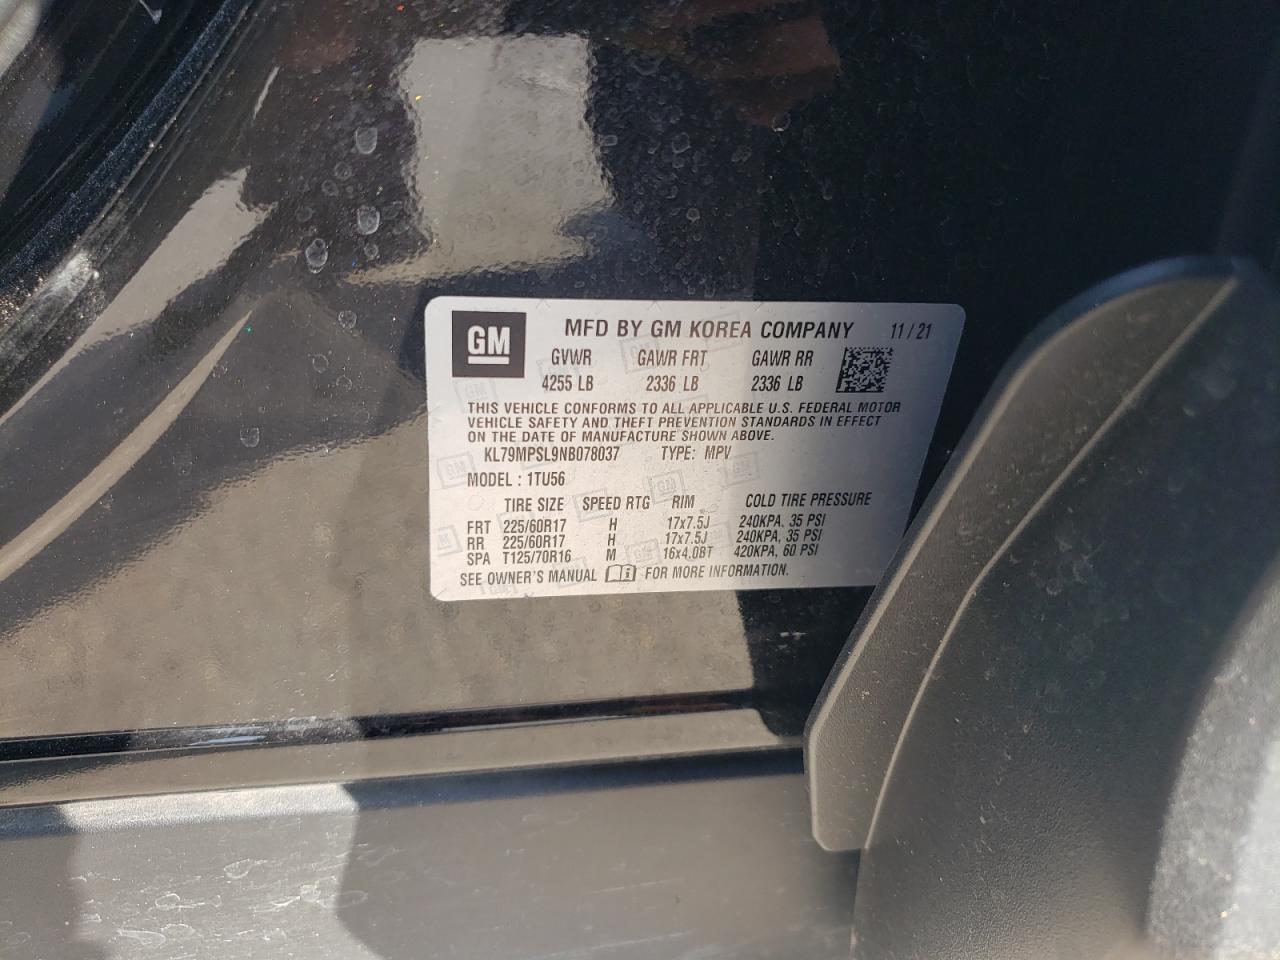 GM
MFD BY GM KOREA COMPANY 11/21
GVWR GAWR FRT GAWR RR
4255 LB 2336 LB 2336 LB
THIS VEHICLE CONFORMS TO ALL APPLICABLE U.S. FEDERAL MOTOR
VEHICLE SAFETY AND THEFT PREVENTION STANDARDS IN EFFECT
ON THE DATE OF MANUFACTURE SHOWN ABOVE.
KL79MPSL9NB078037 TYPE: MPV
MODEL : 1TU56
TIRE SIZE SPEED RTG RIM COLD TIRE PRESSURE
FRT 225/60R17 H 17x7.5J 240KPA, 35 PSI
RR 225/60R17 H 17x7.5J 240KPA, 35 PSI
SPA T125/70R16 M 16x4.0BT 420KPA, 60 PSI
SEE OWNER'S MANUAL FOR MORE INFORMATION.